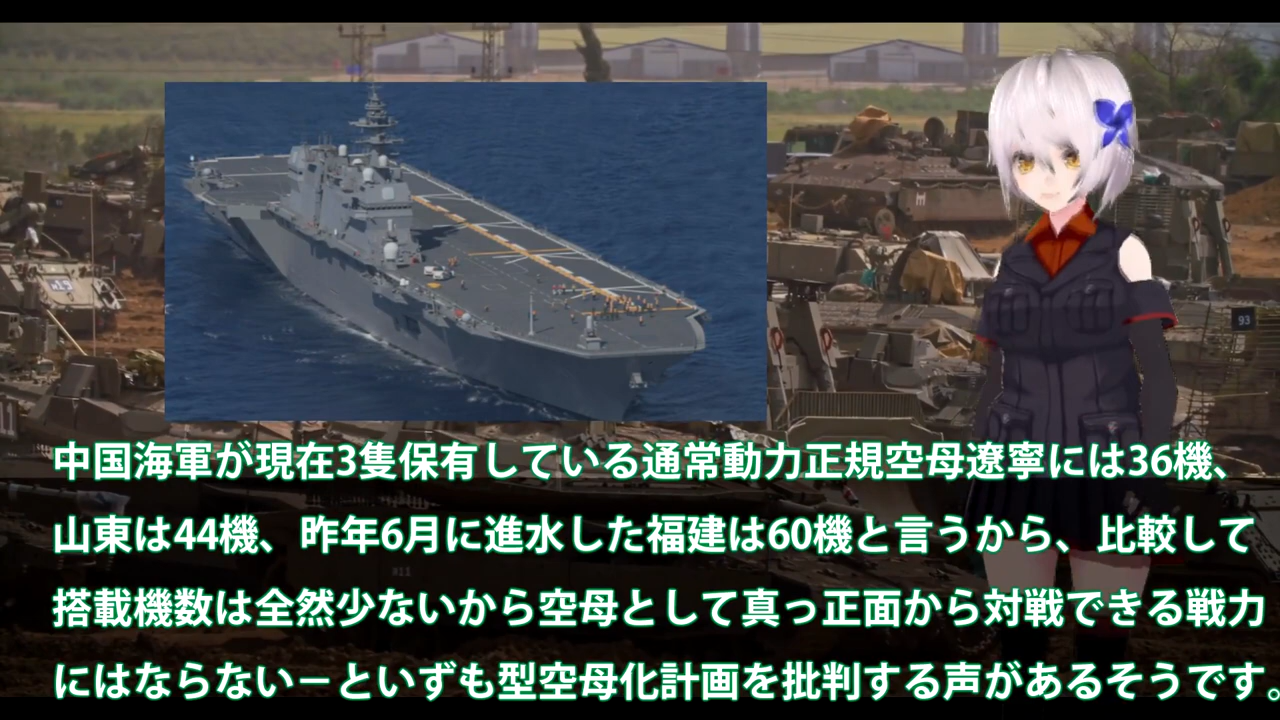 中国海軍が現在3隻保有している通常動力正規空母遼寧には36機、
山東は44機、昨年6月に進水した福建は60機と言うから、比較して
搭載機数は全然少ないから空母として真っ正面から対戦できる戦力
にはならない－といずも型空母化計画を批判する声があるそうです。
93